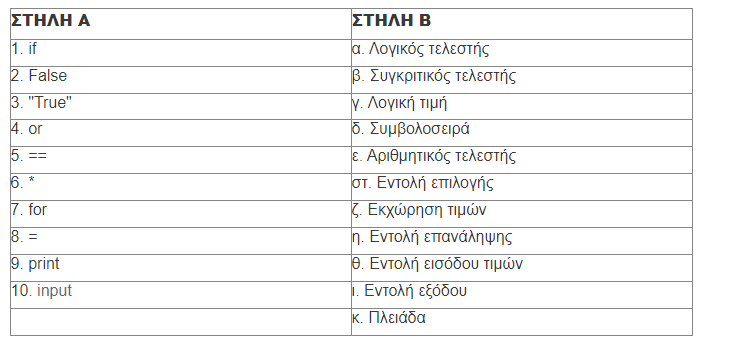 ΣΤΗΛΗ Α ΣΤΗΛΗ Β
1. if α. Λογικός τελεστής
2. False β. Συγκριτικός τελεστής
3. "True" γ. Λογική τιμή
4. or δ. Συμβολοσειρά
5. == ε. Αριθμητικός τελεστής
6. * στ. Εντολή επιλογής
7. for ζ. Εκχώρηση τιμών
8. = η. Εντολή επανάληψης
9. print θ. Εντολή εισόδου τιμών
10. input ι. Εντολή εξόδου
κ. Πλειάδα